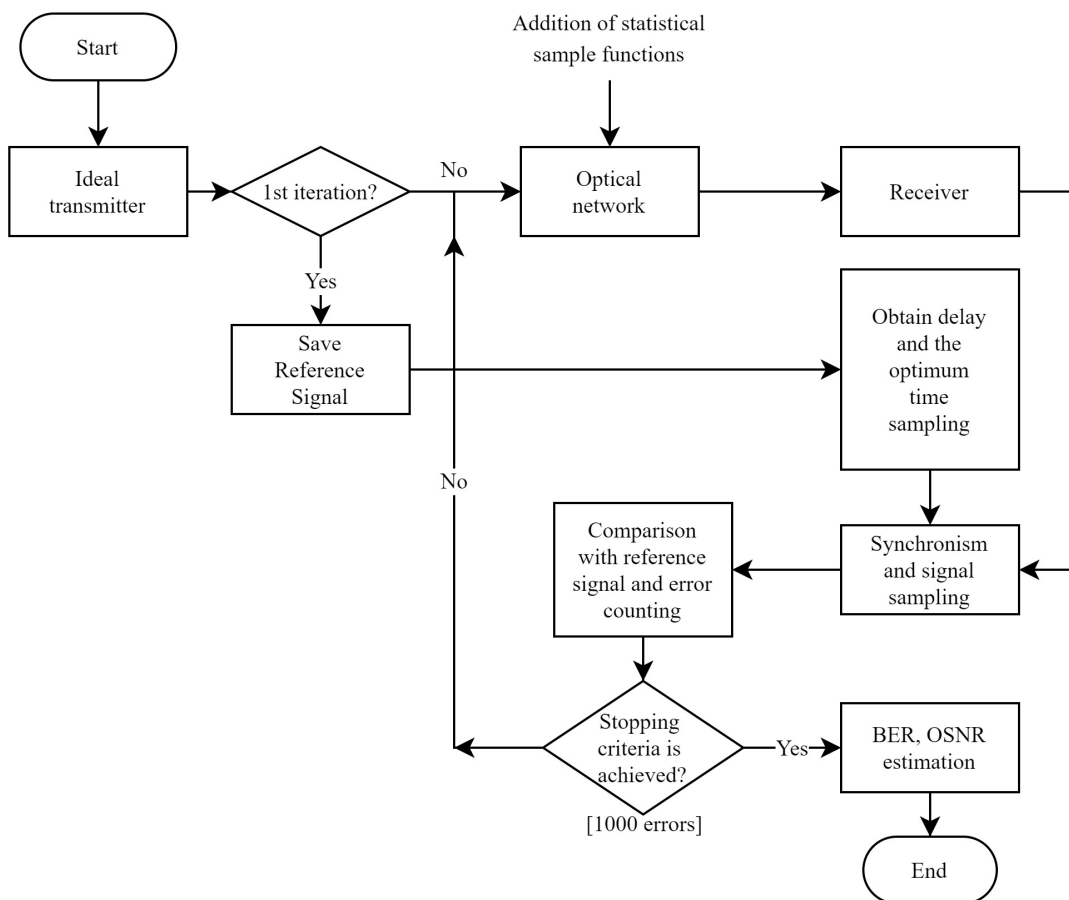 Start
Addition of statistical
sample functions
Ideal
transmitter
1st iteration?
No
Optical
network
Receiver
Yes
Save
Reference
Signal
Obtain delay
and the
optimum
time
sampling
No
Comparison
with reference
signal and error
counting
Synchronism
and signal
sampling
Stopping
criteria is
achieved?
Yes
BER, OSNR
estimation
[1000 errors]
End